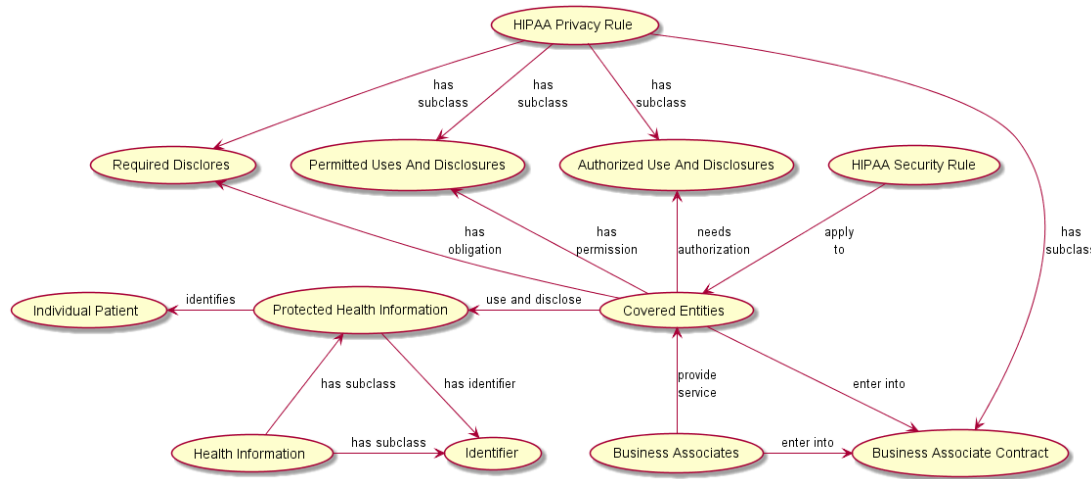 HIPAA Privacy Rule
has
subclass
has
subclass
has
subclass
Required Disclores
Permitted Uses And Disclosures
Authorized Use And Disclosures
HIPAA Security Rule
has
obligation
has
permission
needs
authorization
apply
to
has
subclass
Individual Patient
identifies
Protected Health Information
use and disclose
Covered Entities
has subclass
has identifier
provide
service
enter into
Health Information
has subclass
Identifier
Business Associates
enter into
Business Associate Contract